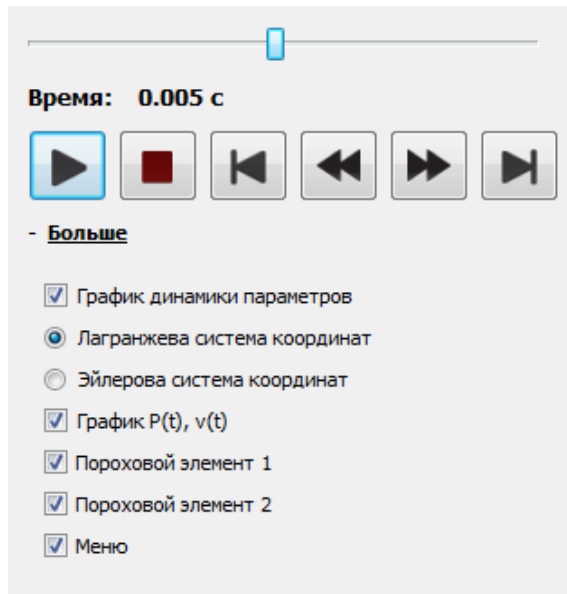 Время: 0.005 с
- Больше
График динамики параметров
Лагранжева система координат
Эйлерова система координат
График P(t), v(t)
Пороховой элемент 1
Пороховой элемент 2
Меню